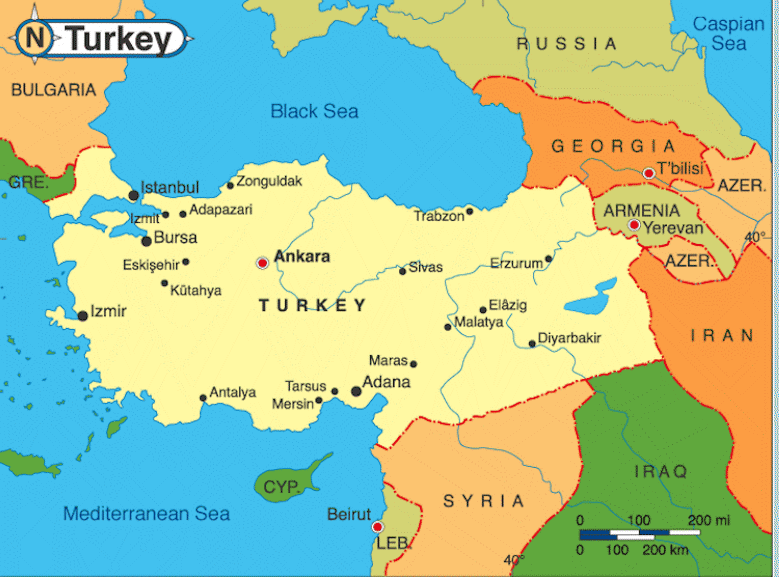 N Turkey
Caspian
Sea
RUSSIA
BULGARIA
Black Sea
GEORGIA
T'bilisi
GRE.
Istanbul
Zonguldak
AZER.
Izmit
Adapazari
Trabzon
ARMENIA
Yerevan
Bursa
40°
Ankara
Eskişehir
Sivas
Erzurum
AZER.
Kütahya
TURKEY
Elâzig
Izmir
Malatya
Diyarbakir
IRAN
Maras
Adana
Tarsus
Antalya
Mersin
IRAQ
CYP.
SYRIA
Mediterranean Sea
Beirut
LEB.
0 100 200 mi
0 100 200 km
40°